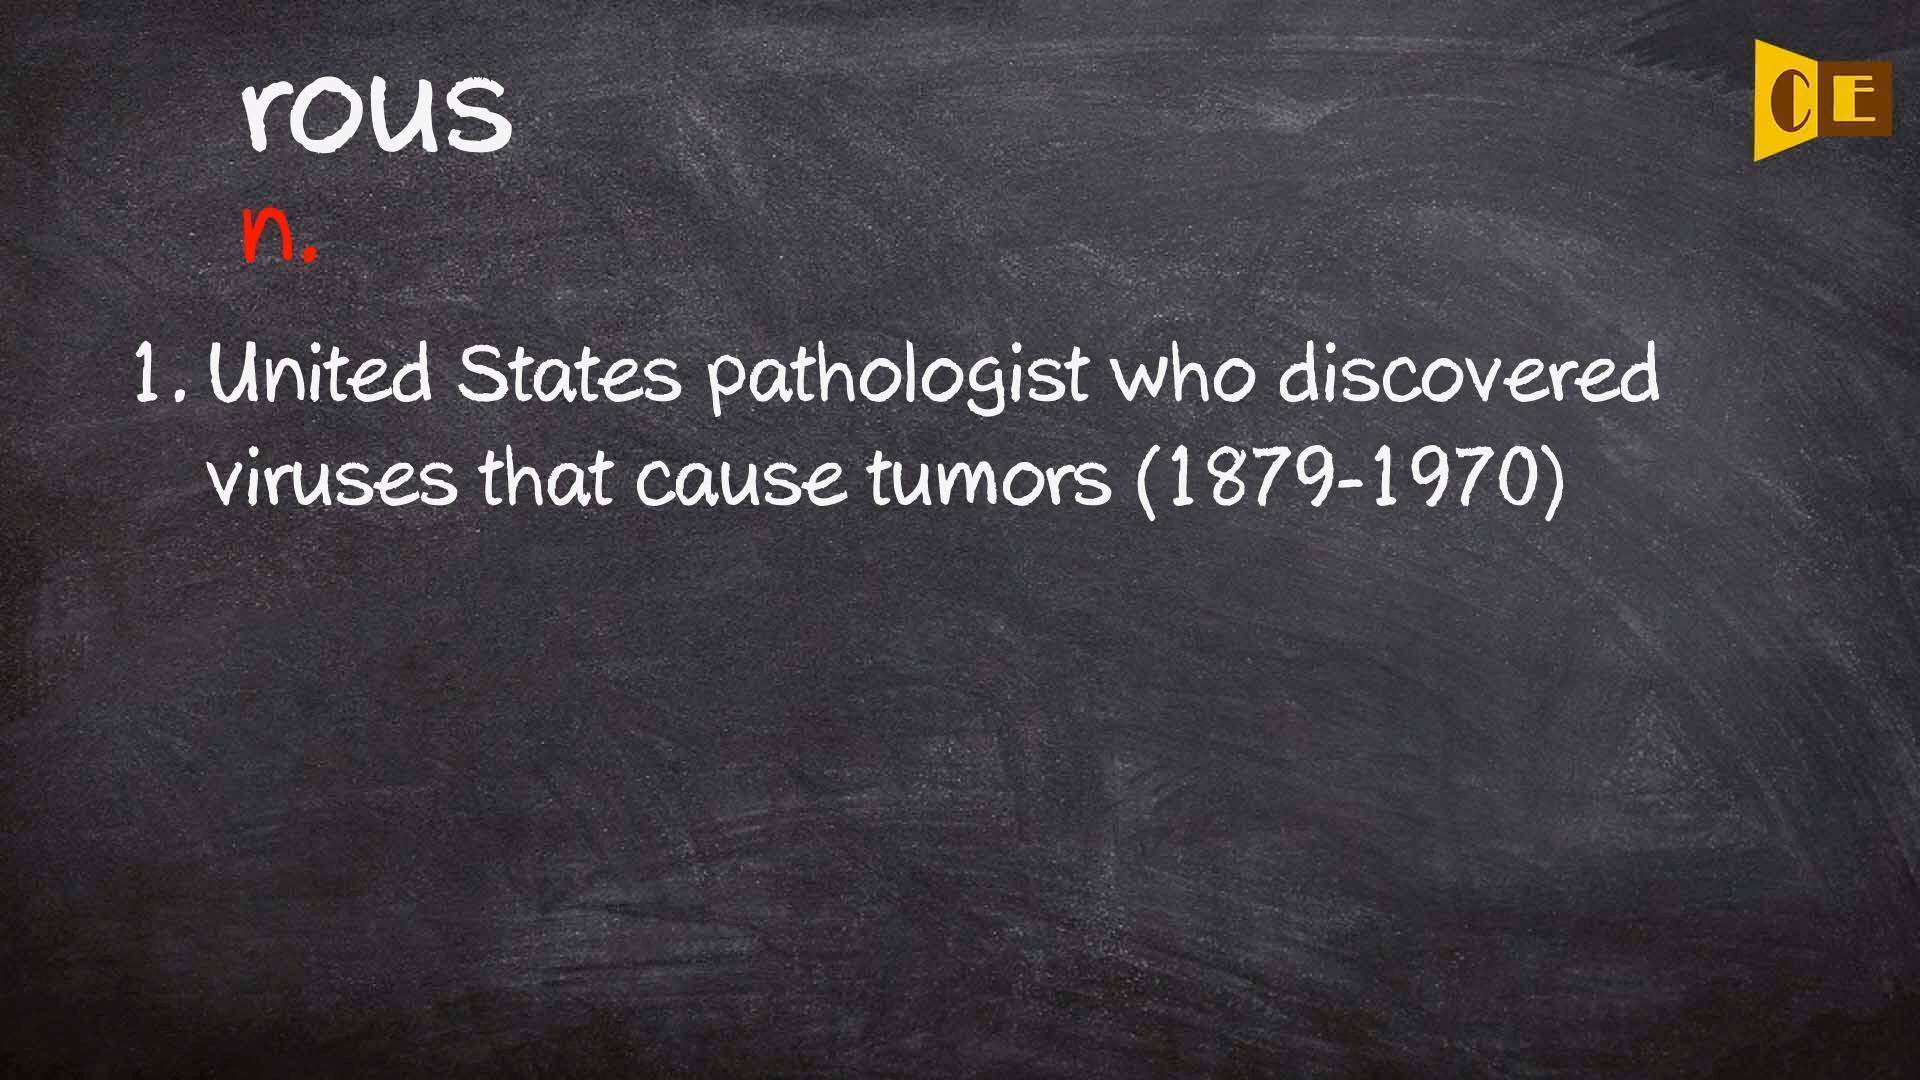 rous
CE
n.
1. United States pathologist who discovered
viruses that cause tumors (1879-1970)